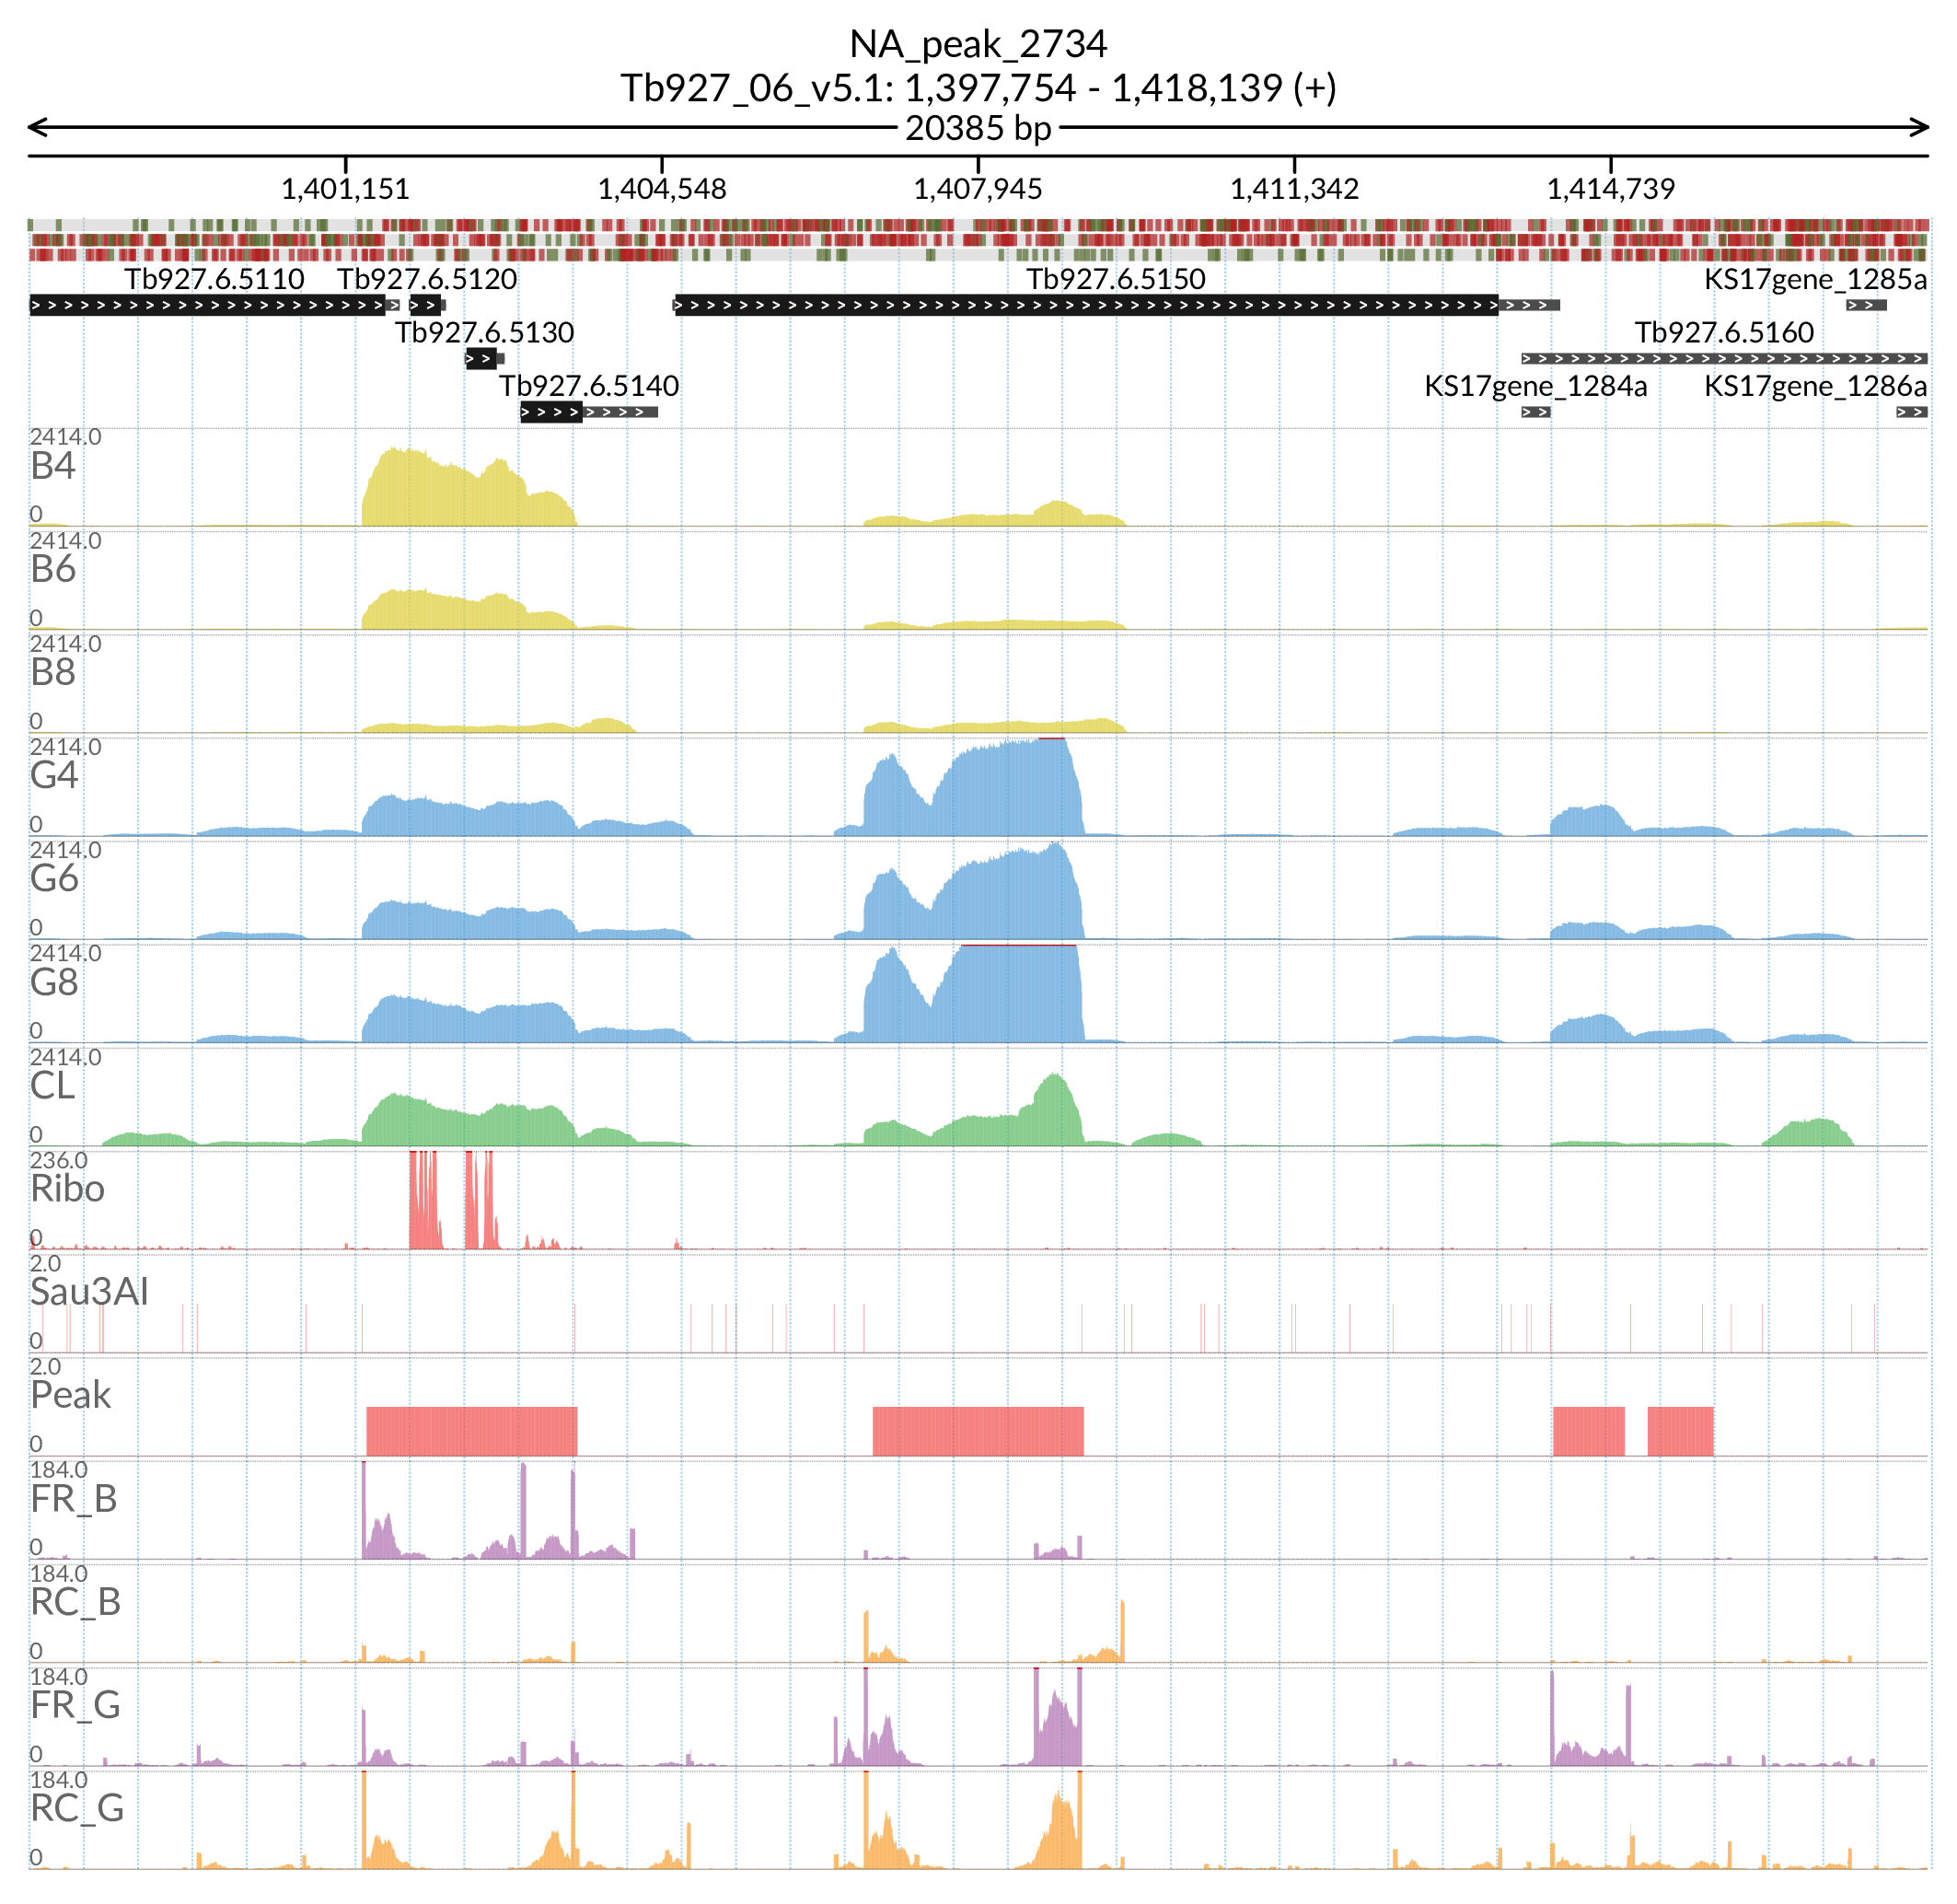 NA_peak_2734
Tb927_06_v5.1: 1,397,754 - 1,418,139 (+)
20385 bp
1,401,151 1,404,548 1,407,945 1,411,342 1,414,739
Tb927.6.5110 Tb927.6.5120 Tb927.6.5150 KS17gene_1285a
Tb927.6.5130 Tb927.6.5160
Tb927.6.5140 KS17gene_1284a KS17gene_1286a
2414.0
B4
0
2414.0
B6
0
2414.0
B8
0
2414.0
G4
0
2414.0
G6
0
2414.0
G8
0
2414.0
CL
0
236.0
Ribo
0
2.0
Sau3AI
0
2.0
Peak
0
184.0
FR_B
0
184.0
RC_B
0
184.0
FR_G
0
184.0
RC_G
0